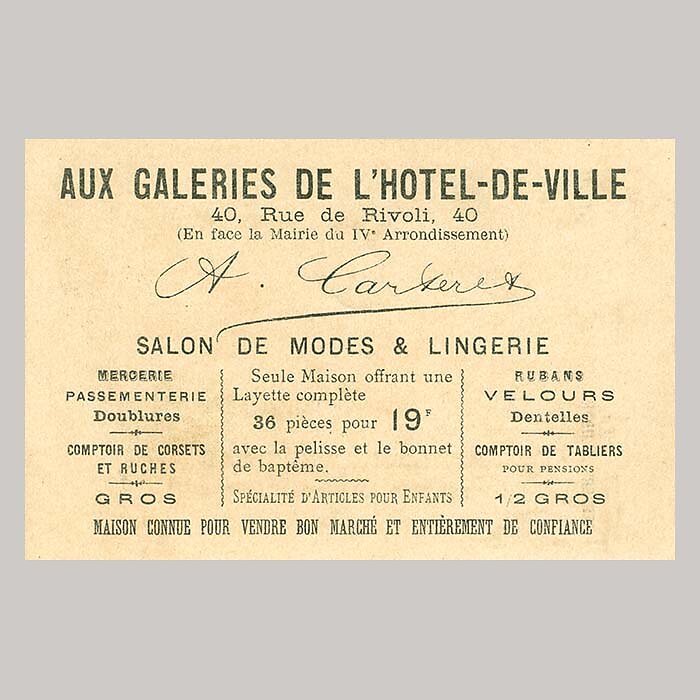 AUX GALERIES DE L'HOTEL-DE-VILLE
40, Rue de Rivoli, 40
(En face la Mairie du IVe Arrondissement)
A. Carteret
SALON DE MODES & LINGERIE
MERCERIE
PASSEMENTERIE
Doublures
COMPTOIR DE CORSETS
ET RUCHES
GROS
Seule Maison offrant une
Layette complète
36 pièces pour 19F
avec la pelisse et le bonnet
de baptême.
SPÉCIALITÉ D'ARTICLES POUR ENFANTS
RUBANS
VELOURS
Dentelles
COMPTOIR DE TABLIERS
POUR PENSIONS
1/2 GROS
MAISON CONNUE POUR VENDRE BON MARCHÉ ET ENTIÈREMENT DE CONFIANCE